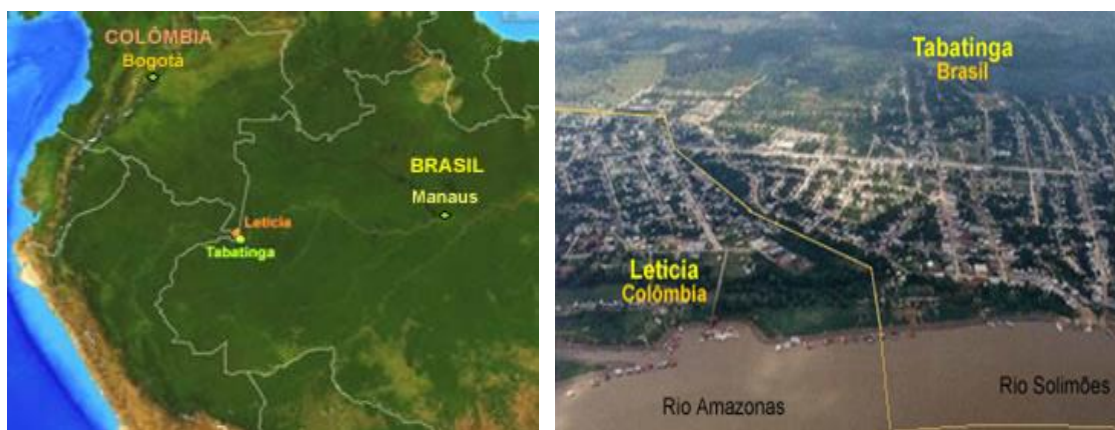 COLÔMBIA
Bogotá
BRASIL
Manaus
Leticia
Tabatinga
Tabatinga
Brasil
Leticia
Colômbia
Rio Amazonas
Rio Solimões